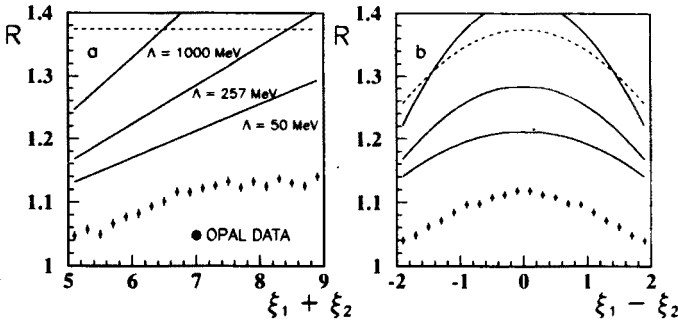 R
1.4
1.3
1.2
1.1
1
a
Λ = 1000 MeV
Λ = 257 MeV
Λ = 50 MeV
OPAL DATA
5 6 7 8 9
ξ₁ + ξ₂
R
1.4
1.3
1.2
1.1
1
b
-2 -1 0 1 2
ξ₁ − ξ₂